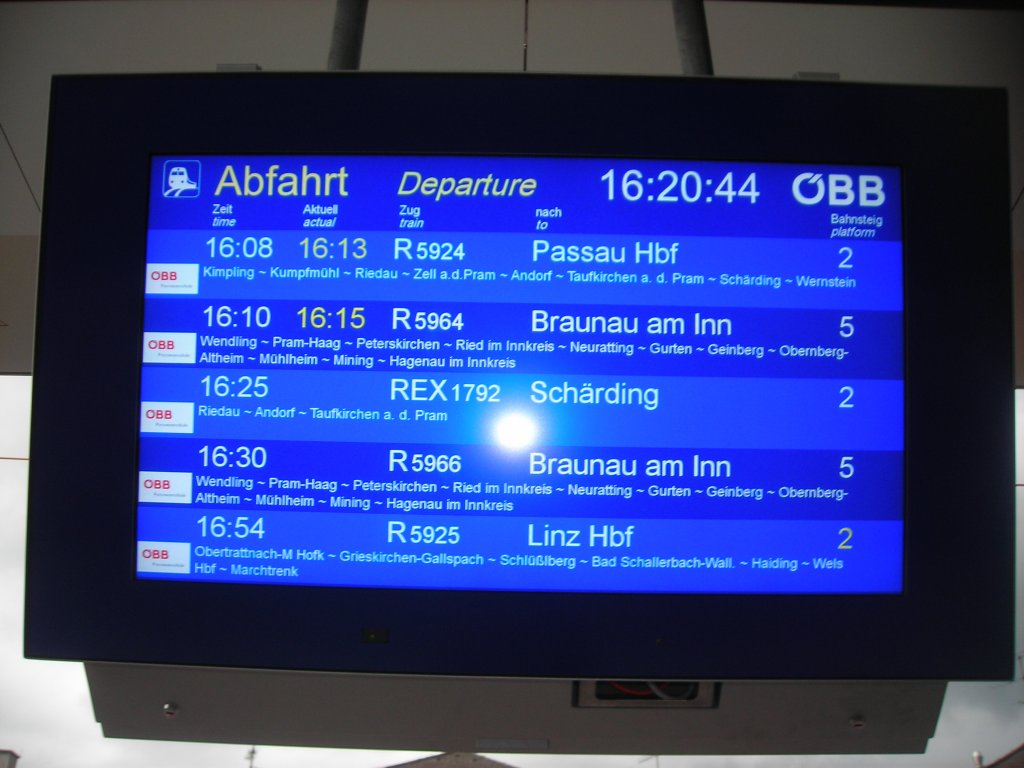 Abfahrt Departure 16:20:44 ÖBB
Zeit Aktuell Zug nach Bahnsteig
time actual train to platform
16:08 16:13 R 5924 Passau Hbf 2
ÖBB Kimpling ~ Kumpfmühl ~ Riedau ~ Zell a.d.Pram ~ Andorf ~ Taufkirchen a. d. Pram ~ Schärding ~ Wernstein
16:10 16:15 R 5964 Braunau am Inn 5
ÖBB Wendling ~ Pram-Haag ~ Peterskirchen ~ Ried im Innkreis ~ Neuratting ~ Gurten ~ Geinberg ~ Obernberg-
Altheim ~ Mühlheim ~ Mining ~ Hagenau im Innkreis
16:25 REX 1792 Schärding 2
ÖBB Riedau ~ Andorf ~ Taufkirchen a. d. Pram
16:30 R 5966 Braunau am Inn 5
ÖBB Wendling ~ Pram-Haag ~ Peterskirchen ~ Ried im Innkreis ~ Neuratting ~ Gurten ~ Geinberg ~ Obernberg-
Altheim ~ Mühlheim ~ Mining ~ Hagenau im Innkreis
16:54 R 5925 Linz Hbf 2
ÖBB Obertrattnach-M Hofk ~ Grieskirchen-Gallspach ~ Schlüßlberg ~ Bad Schallerbach-Wall. ~ Haiding ~ Wels
Hbf ~ Marchtrenk